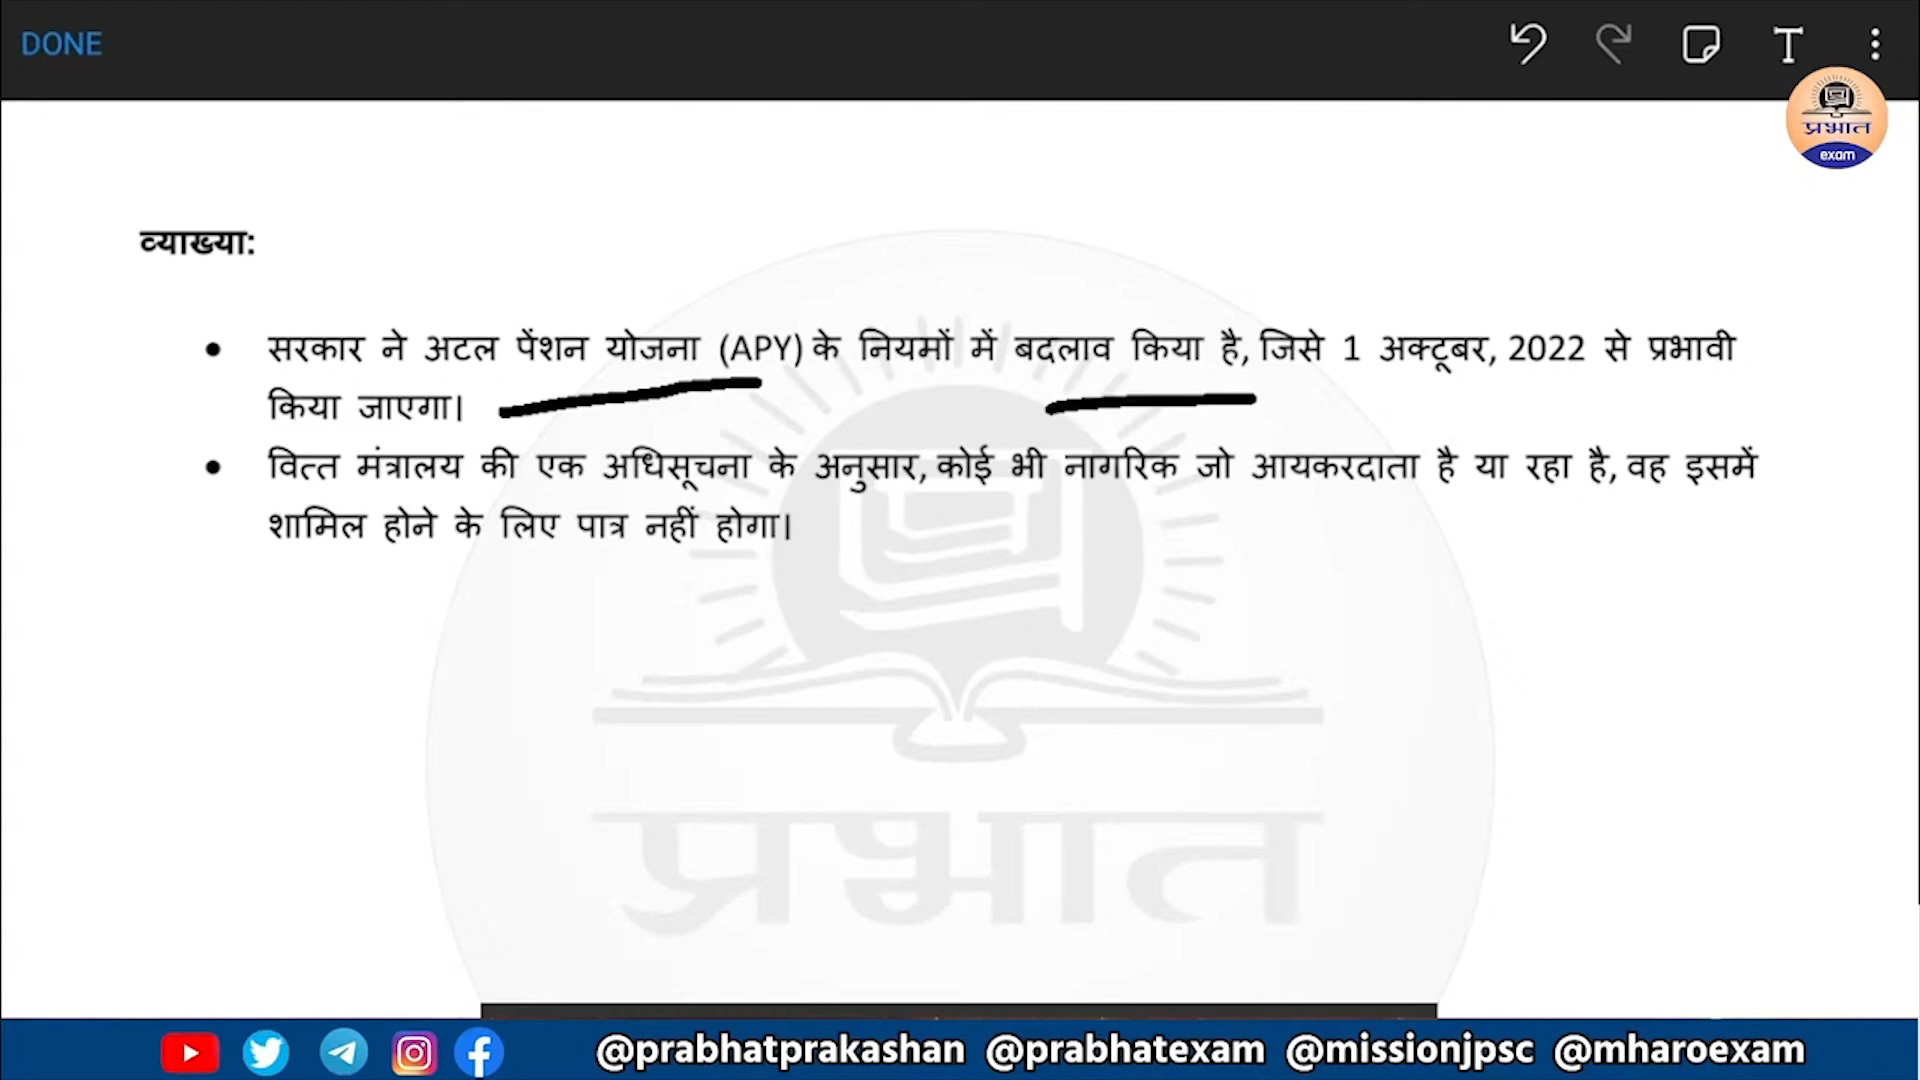 DONE
प्रभात
exam
व्याख्या:
• सरकार ने अटल पेंशन योजना (APY) के नियमों में बदलाव किया है, जिसे 1 अक्टूबर, 2022 से प्रभावी
किया जाएगा।
• वित्त मंत्रालय की एक अधिसूचना के अनुसार, कोई भी नागरिक जो आयकरदाता है या रहा है, वह इसमें
शामिल होने के लिए पात्र नहीं होगा।
प्रभात
@prabhatprakashan @prabhatexam @missionjpsc @mharoexam